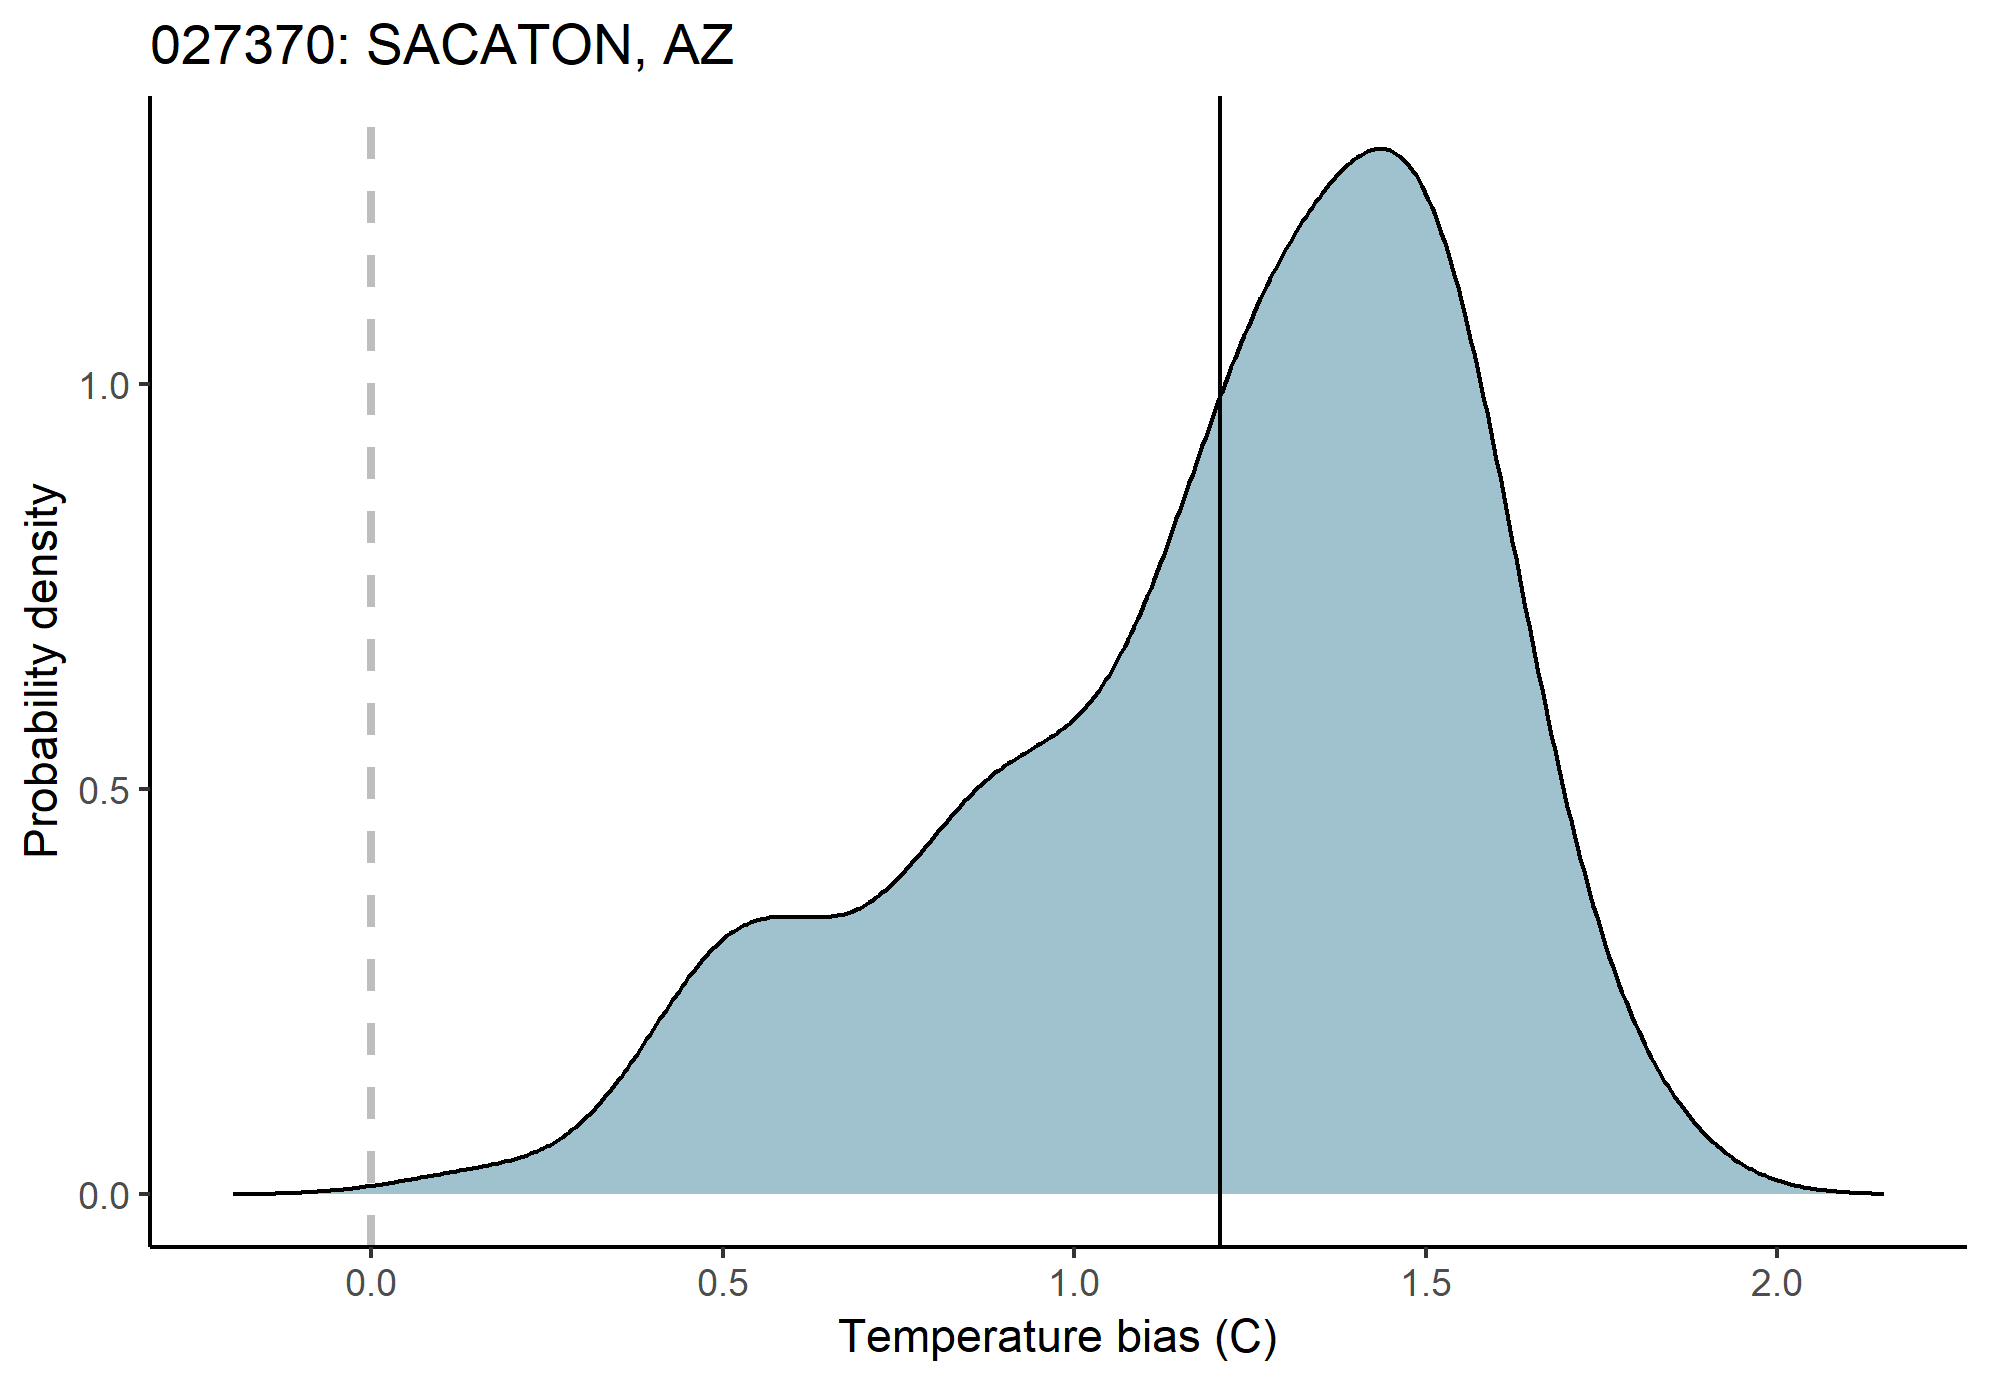 027370: SACATON, AZ
Probability density
1.0
0.5
0.0
0.0 0.5 1.0 1.5 2.0
Temperature bias (C)